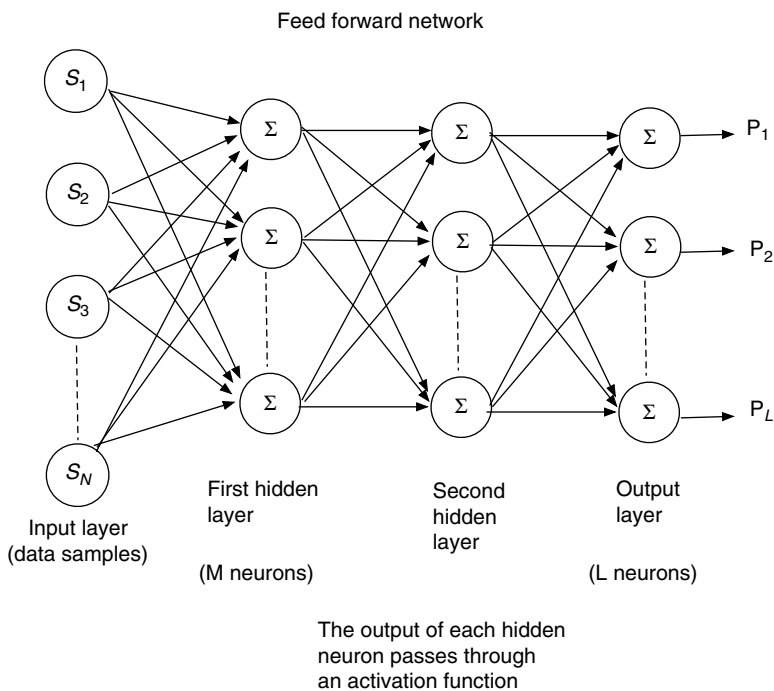 Feed forward network
S1
S2
S3
SN
Σ
Σ
Σ
Σ
Σ
Σ
Σ
Σ
Σ
P1
P2
PL
Input layer
(data samples)
First hidden
layer
(M neurons)
Second
hidden
layer
Output
layer
(L neurons)
The output of each hidden
neuron passes through
an activation function